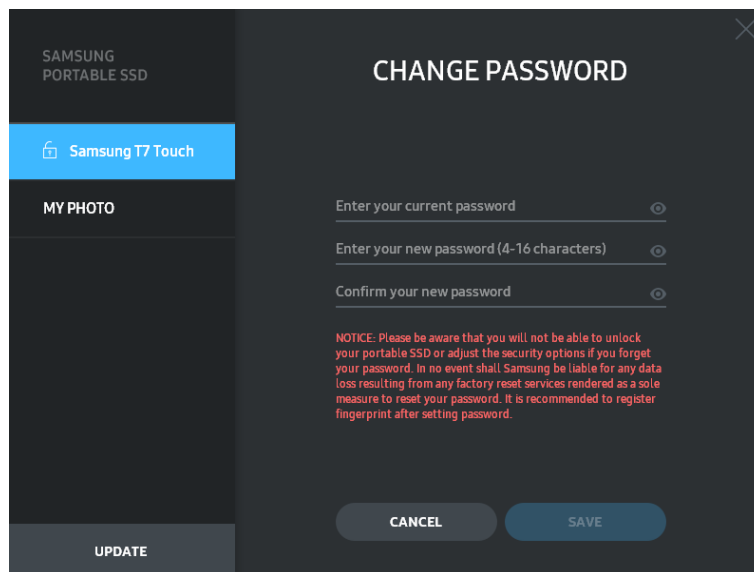 SAMSUNG
PORTABLE SSD
Samsung T7 Touch
MY PHOTO
UPDATE
CHANGE PASSWORD
Enter your current password
Enter your new password (4-16 characters)
Confirm your new password
NOTICE: Please be aware that you will not be able to unlock
your portable SSD or adjust the security options if you forget
your password. In no event shall Samsung be liable for any data
loss resulting from any factory reset services rendered as a sole
measure to reset your password. It is recommended to register
fingerprint after setting password.
CANCEL
SAVE